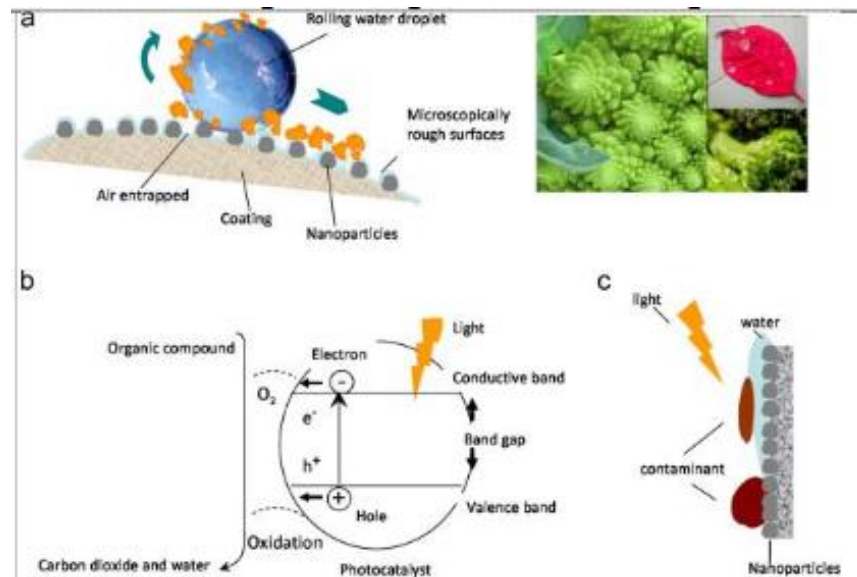 a
Rolling water droplet
Microscopically
rough surfaces
Air entrapped
Coating
Nanoparticles
b
Organic compound
Light
Electron
Conductive band
O₂
e⁻
Band gap
h⁺
Hole
Valence band
Oxidation
Carbon dioxide and water
Photocatalyst
c
light
water
contaminant
Nanoparticles